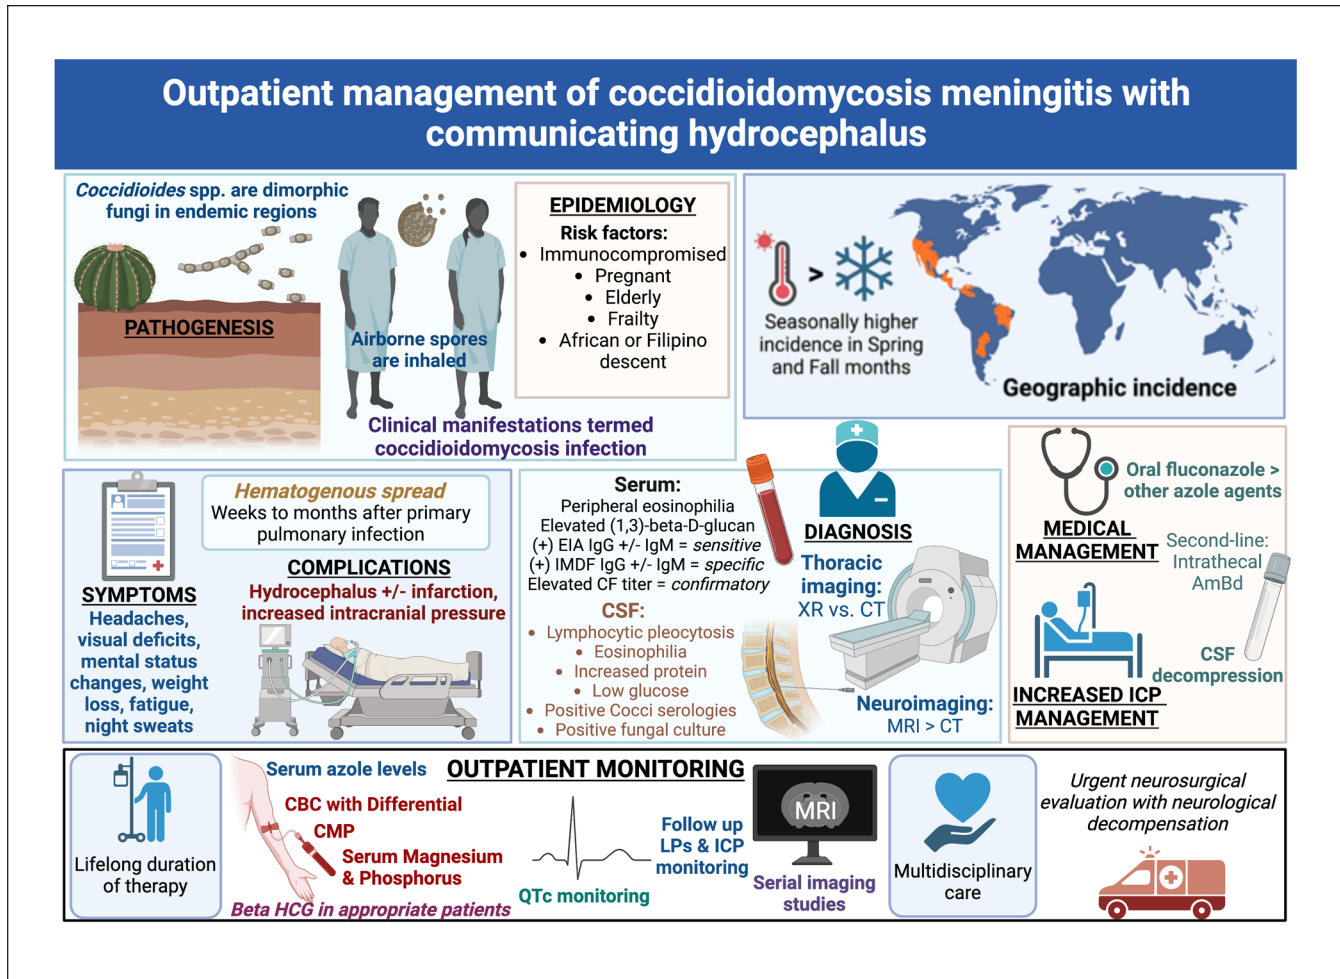 Outpatient management of coccidioidomycosis meningitis with
communicating hydrocephalus
Coccidioides spp. are dimorphic
fungi in endemic regions
PATHOGENESIS
Airborne spores
are inhaled
Clinical manifestations termed
coccidioidomycosis infection
EPIDEMIOLOGY
Risk factors:
• Immunocompromised
• Pregnant
• Elderly
• Frailty
• African or Filipino
descent
>
Seasonally higher
incidence in Spring
and Fall months
Geographic incidence
SYMPTOMS
Headaches,
visual deficits,
mental status
changes, weight
loss, fatigue,
night sweats
Hematogenous spread
Weeks to months after primary
pulmonary infection
COMPLICATIONS
Hydrocephalus +/- infarction,
increased intracranial pressure
Serum:
Peripheral eosinophilia
Elevated (1,3)-beta-D-glucan
(+) EIA IgG +/- IgM = sensitive
(+) IMDF IgG +/- IgM = specific
Elevated CF titer = confirmatory
CSF:
• Lymphocytic pleocytosis
• Eosinophilia
• Increased protein
• Low glucose
• Positive Cocci serologies
• Positive fungal culture
DIAGNOSIS
Thoracic
imaging:
XR vs. CT
Neuroimaging:
MRI > CT
Oral fluconazole >
other azole agents
MEDICAL
MANAGEMENT
Second-line:
Intrathecal
AmBd
CSF
decompression
INCREASED ICP
MANAGEMENT
OUTPATIENT MONITORING
Lifelong duration
of therapy
Serum azole levels
CBC with Differential
CMP
Serum Magnesium
& Phosphorus
Beta HCG in appropriate patients
QTc monitoring
Follow up
LPs & ICP
monitoring
MRI
Serial imaging
studies
Multidisciplinary
care
Urgent neurosurgical
evaluation with neurological
decompensation